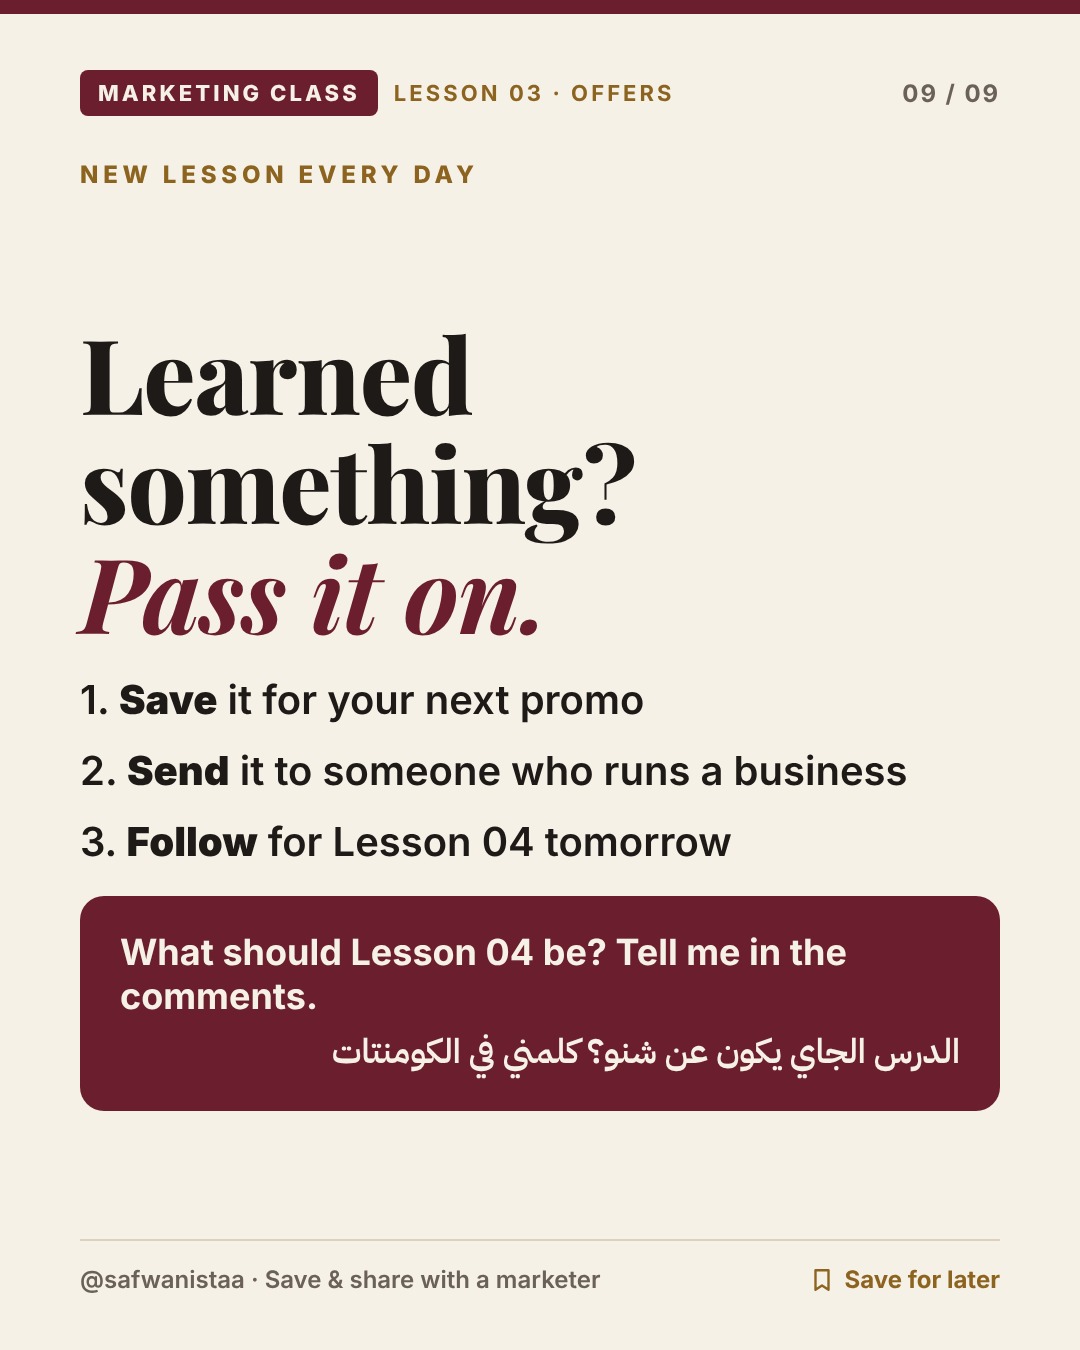 MARKETING CLASS LESSON 03 · OFFERS 09 / 09
NEW LESSON EVERY DAY
Learned
something?
Pass it on.
1. Save it for your next promo
2. Send it to someone who runs a business
3. Follow for Lesson 04 tomorrow
What should Lesson 04 be? Tell me in the
comments.
الدرس الجاي يكون عن شنو؟ كلمني في الكومنتات
@safwanistaa · Save & share with a marketer Save for later